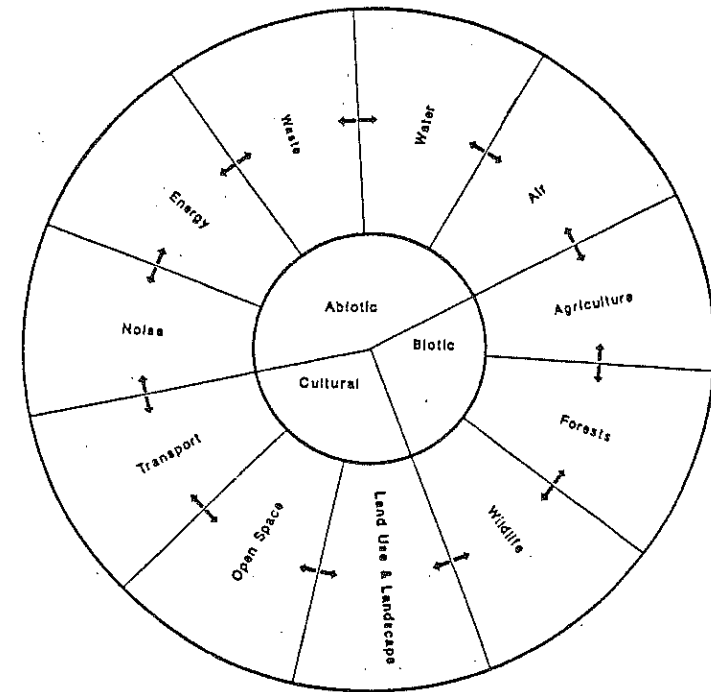 Waste
Water
Energy
Air
Abiotic
Agriculture
Noise
Biotic
Cultural
Forests
Transport
Open Space
Land Use & Landscape
Wildlife